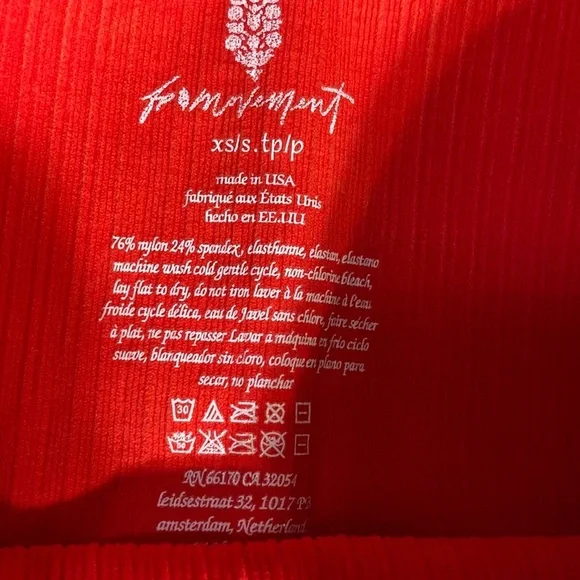 fp movement
xs/s.tp/p
made in USA
fabriqué aux États Unis
hecho en EE.UU
76% nylon 24% spandex, elasthanne, elastan, elastano
machine wash cold gentle cycle, non-chlorine bleach,
lay flat to dry, do not iron laver à la machine à l'eau
froide cycle délica, eau de Javel sans chlore, faire sécher
à plat, ne pas repasser Lavar a máquina en frío ciclo
suave, blanqueador sin cloro, coloque en plano para
secar, no planchar
30
RN 66170 CA 32054
leidsestraat 32, 1017 P
amsterdam, Netherland